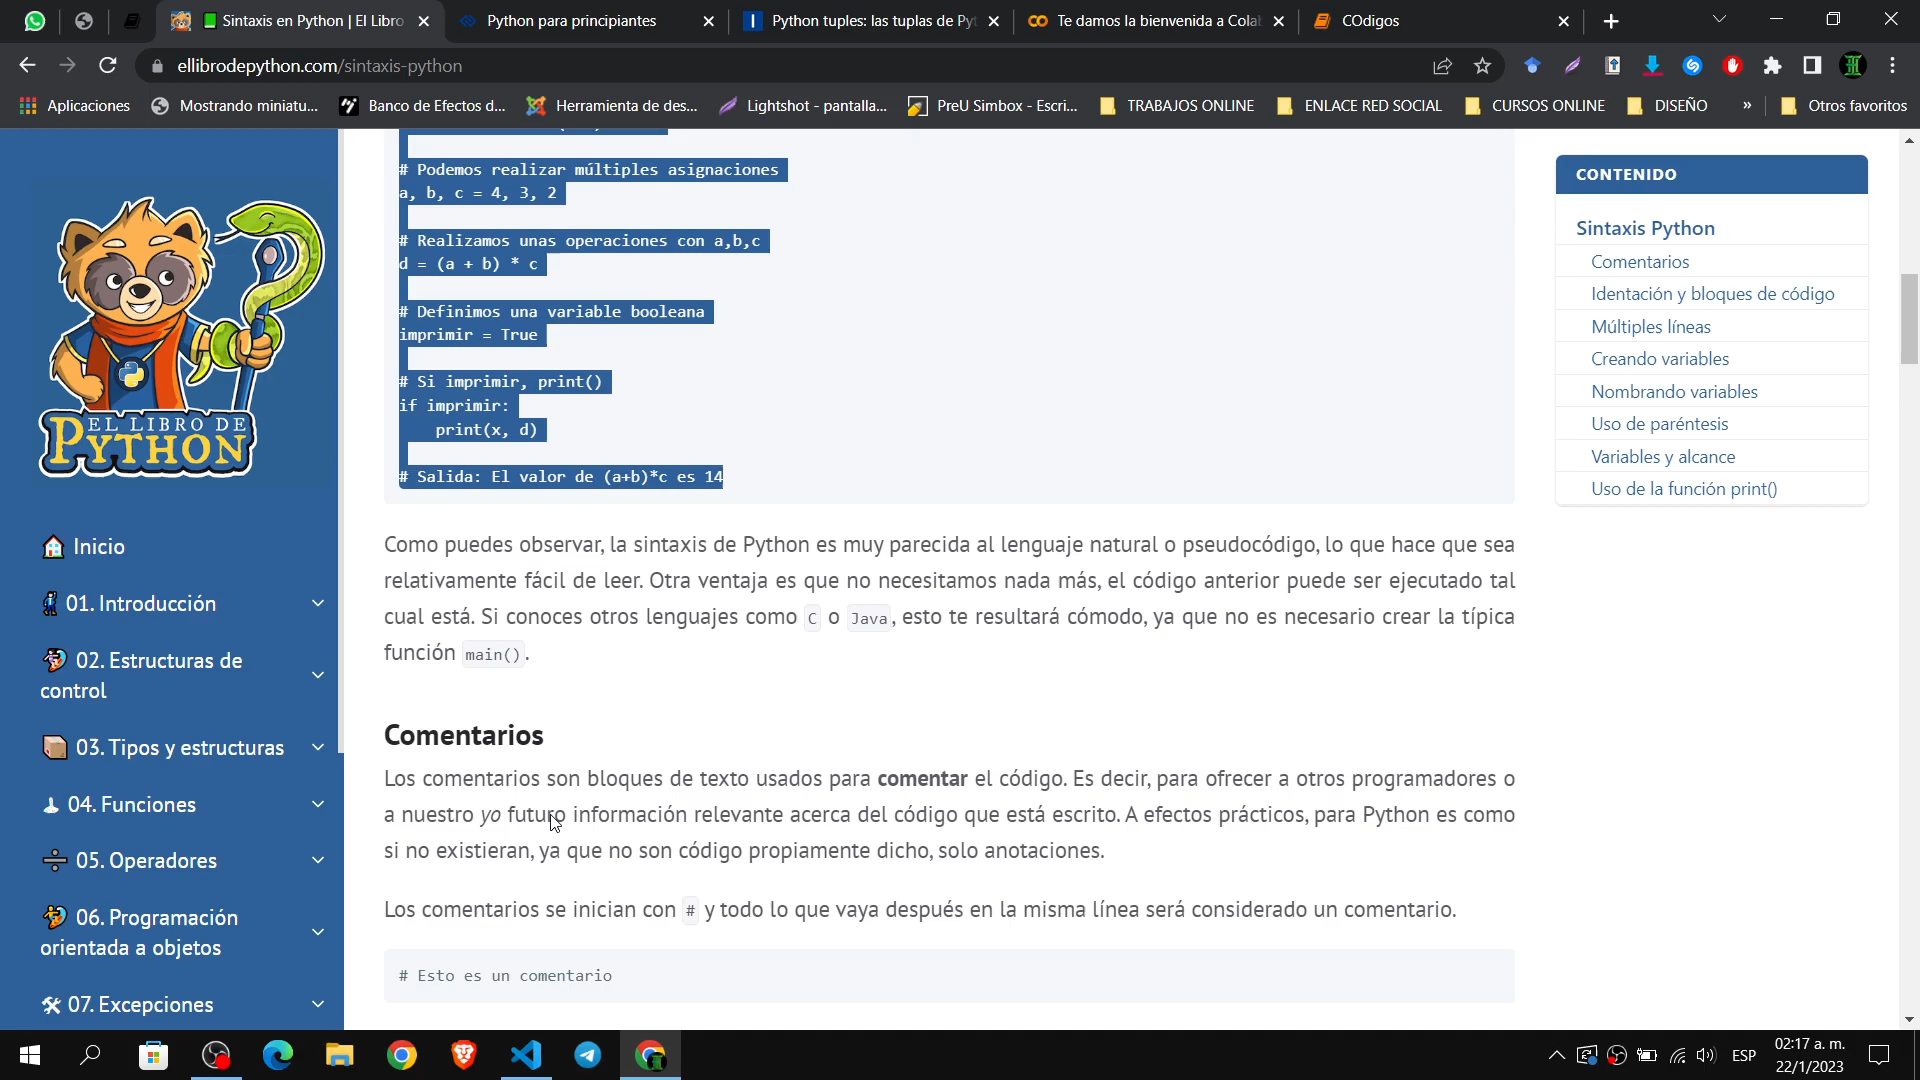 Sintaxis en Python | El Libro
Python para principiantes
Python tuples: las tuplas de Pyt
Te damos la bienvenida a Colab
COdigos
ellibrodepython.com/sintaxis-python
Aplicaciones
Mostrando miniatu...
Banco de Efectos d...
Herramienta de des...
Lightshot - pantalla...
PreU Simbox - Escri...
TRABAJOS ONLINE
ENLACE RED SOCIAL
CURSOS ONLINE
DISEÑO
»
Otros favoritos
EL LIBRO DE
PYTHON
Inicio
01. Introducción
02. Estructuras de
control
03. Tipos y estructuras
04. Funciones
05. Operadores
06. Programación
orientada a objetos
07. Excepciones
# Podemos realizar múltiples asignaciones
a, b, c = 4, 3, 2
# Realizamos unas operaciones con a,b,c
d = (a + b) * c
# Definimos una variable booleana
imprimir = True
# Si imprimir, print()
if imprimir:
    print(x, d)
# Salida: El valor de (a+b)*c es 14
Como puedes observar, la sintaxis de Python es muy parecida al lenguaje natural o pseudocódigo, lo que hace que sea
relativamente fácil de leer. Otra ventaja es que no necesitamos nada más, el código anterior puede ser ejecutado tal
cual está. Si conoces otros lenguajes como C o Java, esto te resultará cómodo, ya que no es necesario crear la típica
función main().
Comentarios
Los comentarios son bloques de texto usados para comentar el código. Es decir, para ofrecer a otros programadores o
a nuestro yo futuro información relevante acerca del código que está escrito. A efectos prácticos, para Python es como
si no existieran, ya que no son código propiamente dicho, solo anotaciones.
Los comentarios se inician con # y todo lo que vaya después en la misma línea será considerado un comentario.
# Esto es un comentario
CONTENIDO
Sintaxis Python
Comentarios
Identación y bloques de código
Múltiples líneas
Creando variables
Nombrando variables
Uso de paréntesis
Variables y alcance
Uso de la función print()
ESP
02:17 a. m.
22/1/2023